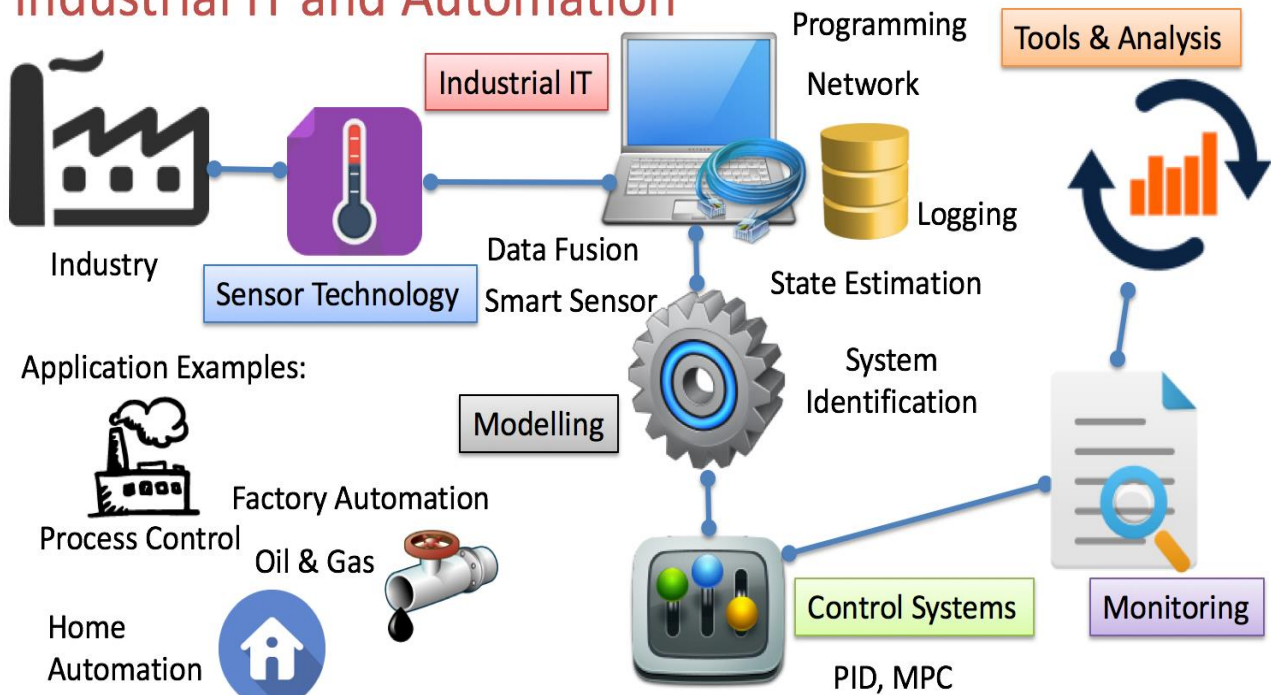 Industrial IT and Automation
Programming
Tools & Analysis
Industrial IT
Network
Logging
Industry
Data Fusion
Sensor Technology
Smart Sensor
State Estimation
Application Examples:
System
Identification
Modelling
Factory Automation
Process Control
Oil & Gas
Control Systems
Monitoring
Home
Automation
PID, MPC